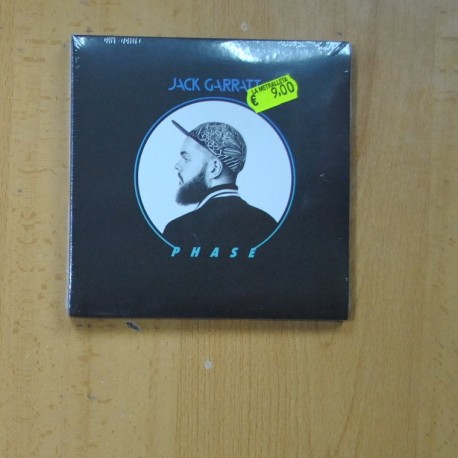 JACK GARRATT
LA METRALLETA
€ 9,00
PHASE